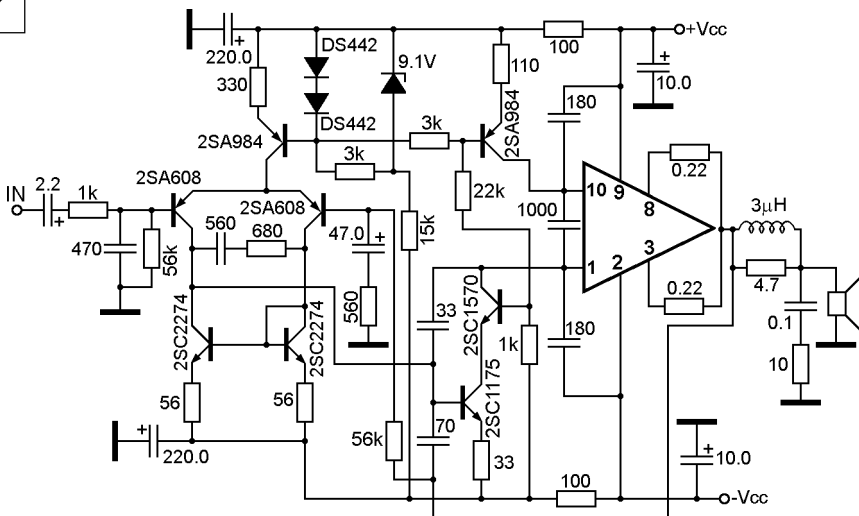 +Vcc
220.0
DS442
9.1V
100
330
110
10.0
DS442
180
2SA984
3k
2SA984
3k
2SA608
22k
10
9
8
0.22
IN
2.2
1k
2SA608
560
680
47.0
15k
1000
3µH
470
56k
1
2
3
4.7
2SC2274
2SC2274
560
33
2SC1570
1k
180
0.22
0.1
10
56
56
2SC1175
220.0
56k
70
33
100
10.0
-Vcc